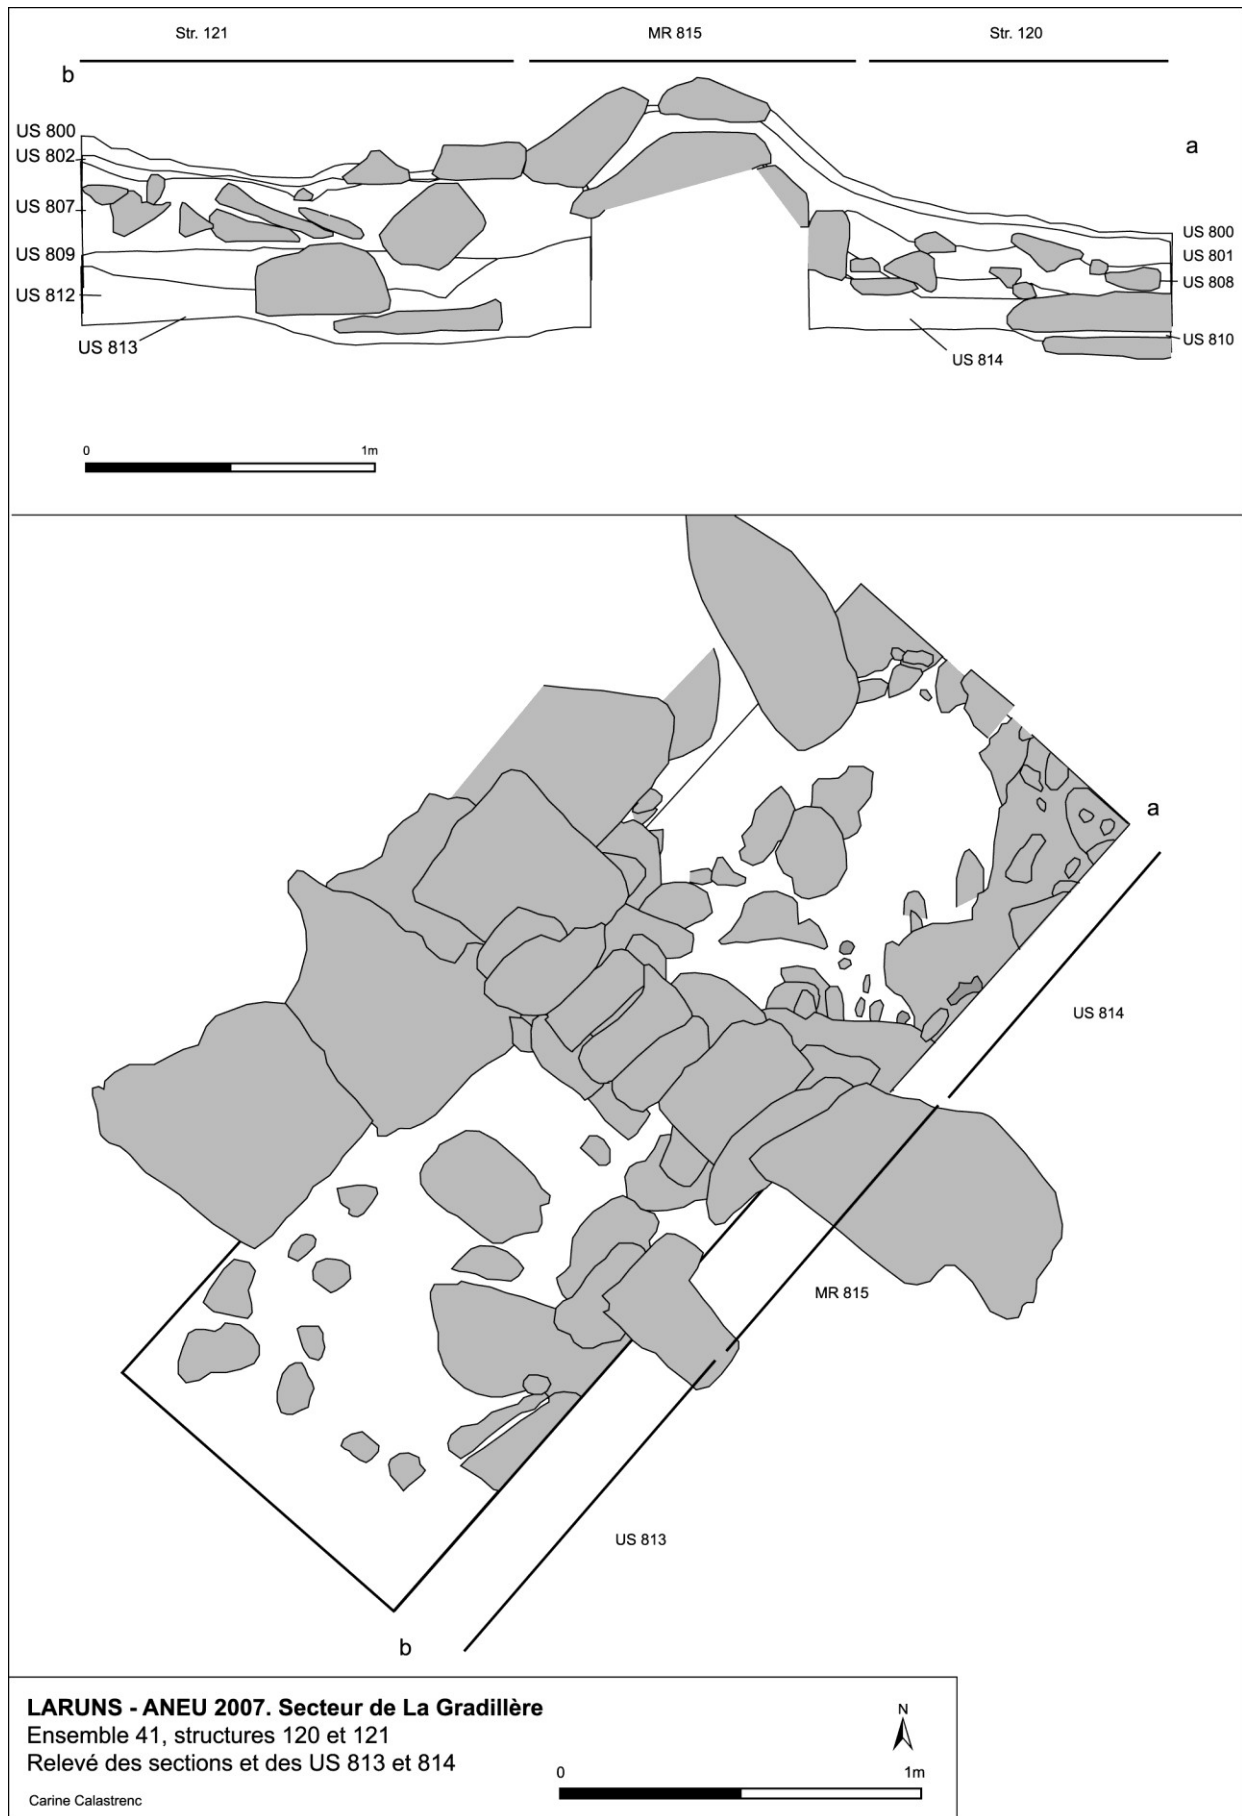 Str. 121 MR 815 Str. 120
b
a
US 800
US 802
US 807
US 809
US 812
US 813
US 800
US 801
US 808
US 810
US 814
0 1m
a
US 814
MR 815
US 813
b
LARUNS - ANEU 2007. Secteur de La Gradillère
Ensemble 41, structures 120 et 121
Relevé des sections et des US 813 et 814
Carine Calastrenc
N
0 1m